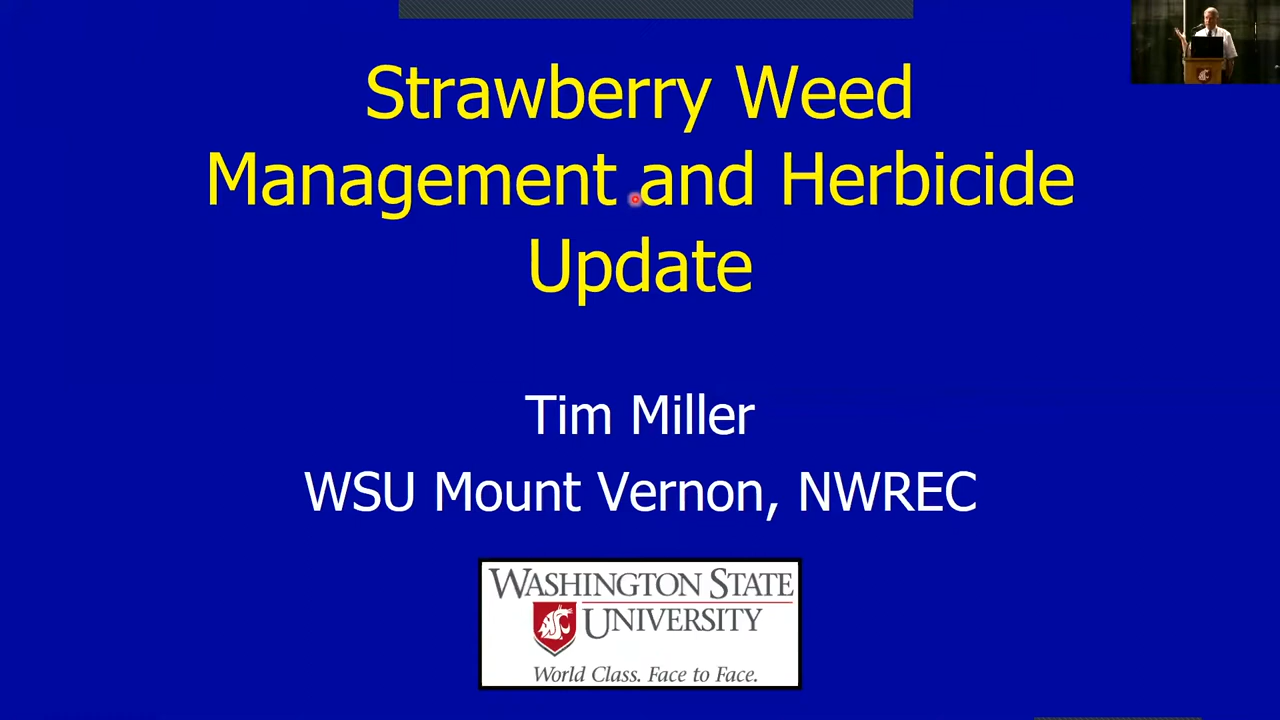 Strawberry Weed
Management and Herbicide
Update
Tim Miller
WSU Mount Vernon, NWREC
WASHINGTON STATE
UNIVERSITY
World Class. Face to Face.